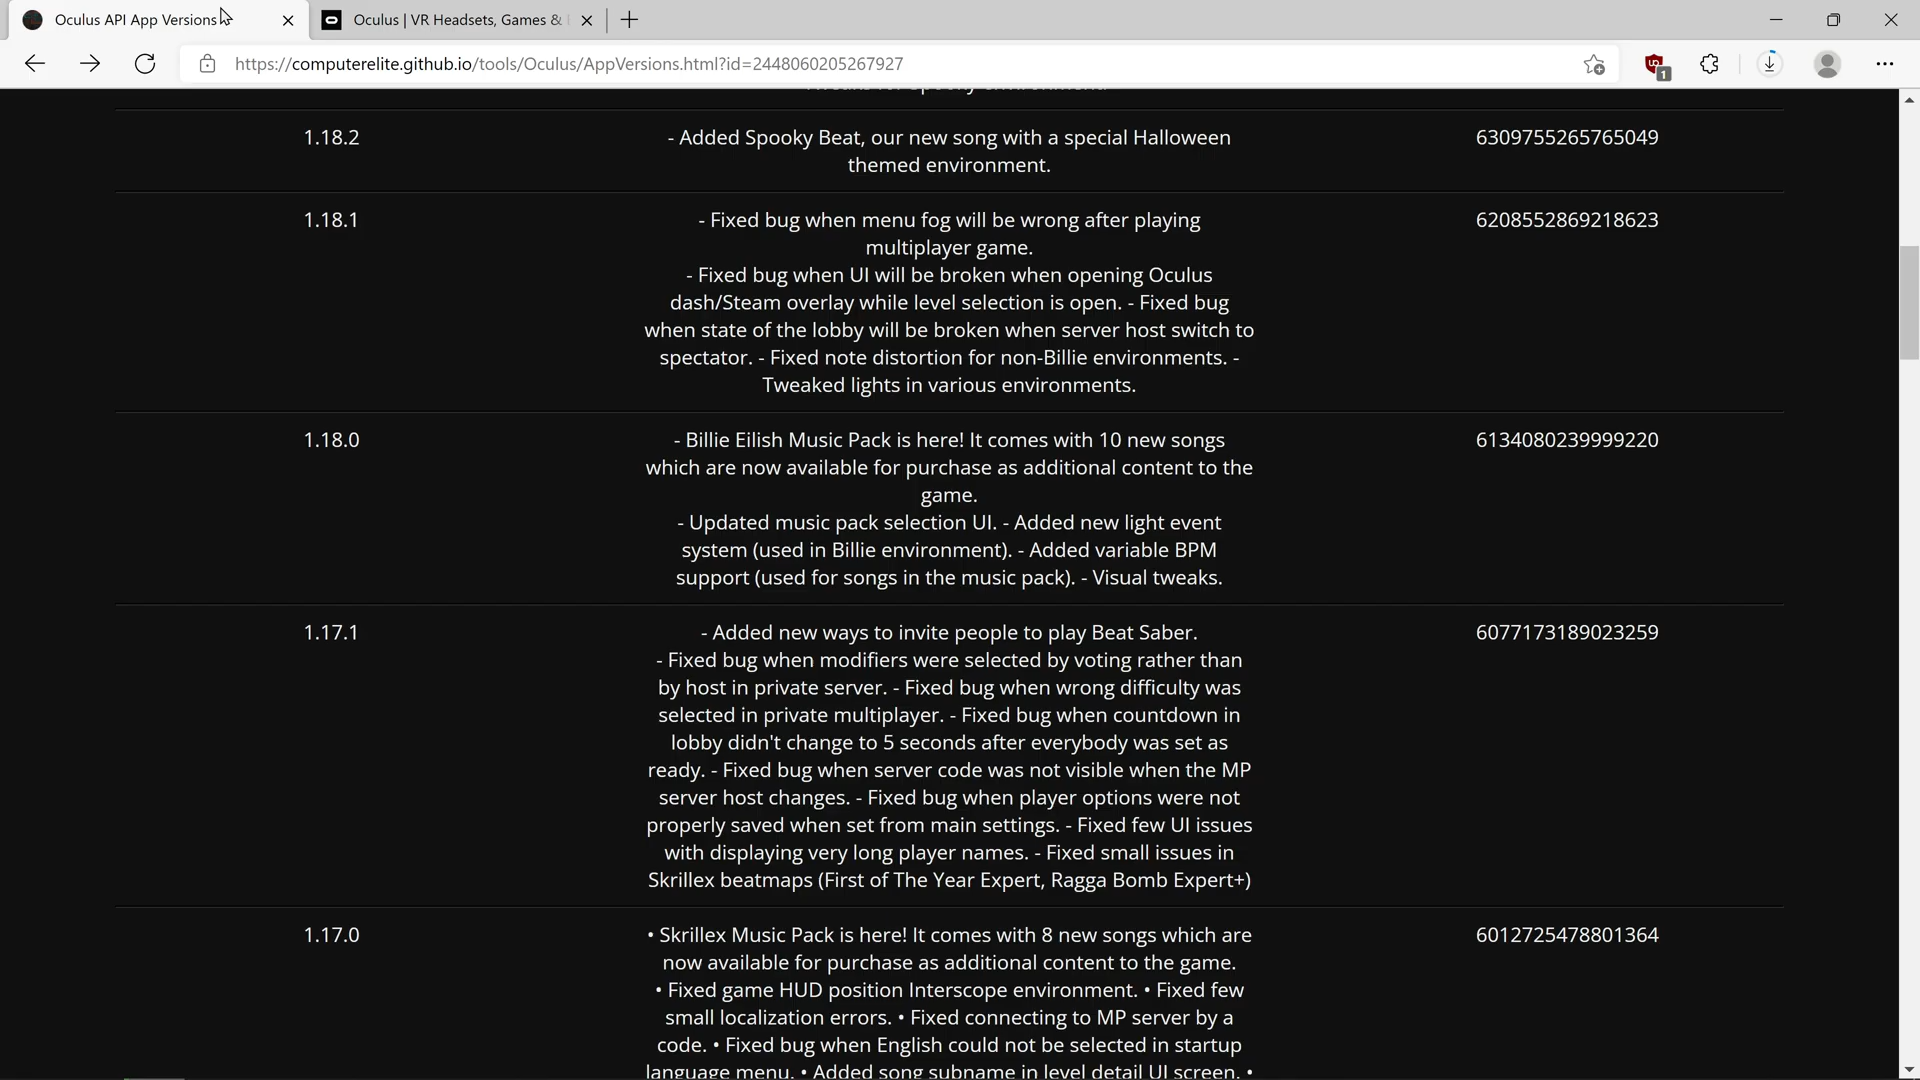 Oculus API App Versions
Oculus | VR Headsets, Games &
https://computerelite.github.io/tools/Oculus/AppVersions.html?id=2448060205267927
1
1.18.2
- Added Spooky Beat, our new song with a special Halloween
themed environment.
6309755265765049
1.18.1
- Fixed bug when menu fog will be wrong after playing
multiplayer game.
- Fixed bug when UI will be broken when opening Oculus
dash/Steam overlay while level selection is open. - Fixed bug
when state of the lobby will be broken when server host switch to
spectator. - Fixed note distortion for non-Billie environments. -
Tweaked lights in various environments.
6208552869218623
1.18.0
- Billie Eilish Music Pack is here! It comes with 10 new songs
which are now available for purchase as additional content to the
game.
- Updated music pack selection UI. - Added new light event
system (used in Billie environment). - Added variable BPM
support (used for songs in the music pack). - Visual tweaks.
6134080239999220
1.17.1
- Added new ways to invite people to play Beat Saber.
- Fixed bug when modifiers were selected by voting rather than
by host in private server. - Fixed bug when wrong difficulty was
selected in private multiplayer. - Fixed bug when countdown in
lobby didn't change to 5 seconds after everybody was set as
ready. - Fixed bug when server code was not visible when the MP
server host changes. - Fixed bug when player options were not
properly saved when set from main settings. - Fixed few UI issues
with displaying very long player names. - Fixed small issues in
Skrillex beatmaps (First of The Year Expert, Ragga Bomb Expert+)
6077173189023259
1.17.0
• Skrillex Music Pack is here! It comes with 8 new songs which are
now available for purchase as additional content to the game.
• Fixed game HUD position Interscope environment. • Fixed few
small localization errors. • Fixed connecting to MP server by a
code. • Fixed bug when English could not be selected in startup
language menu. • Added song subname in level detail UI screen. •
6012725478801364